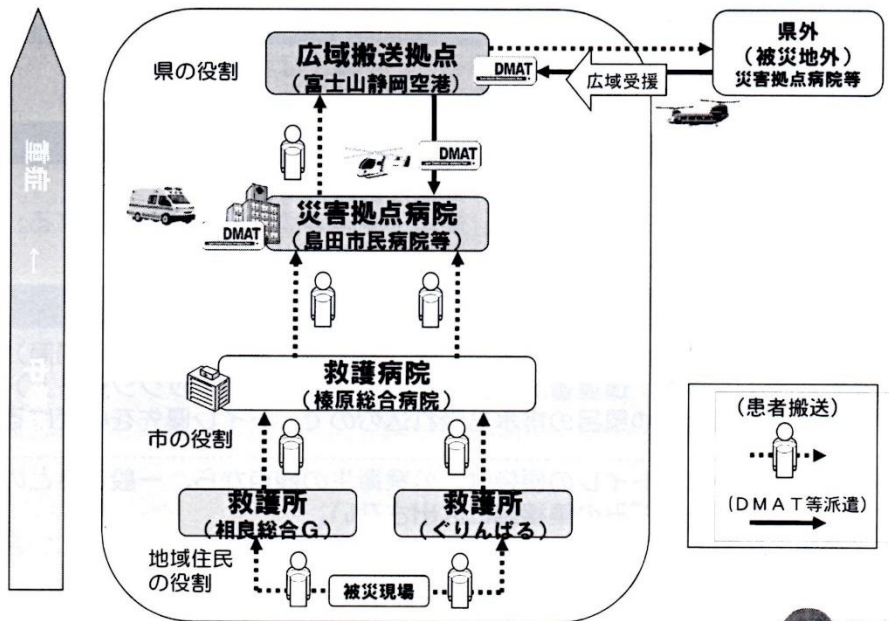 県の役割
広域搬送拠点
(富士山静岡空港)
DMAT
広域受援
県外
(被災地外)
災害拠点病院等
重症
←
DMAT
災害拠点病院
(島田市民病院等)
DMAT
救護病院
(榛原総合病院)
市の役割
救護所
(相良総合G)
救護所
(ぐりんぱる)
地域住民
の役割
被災現場
(患者搬送)
(DMAT等派遣)